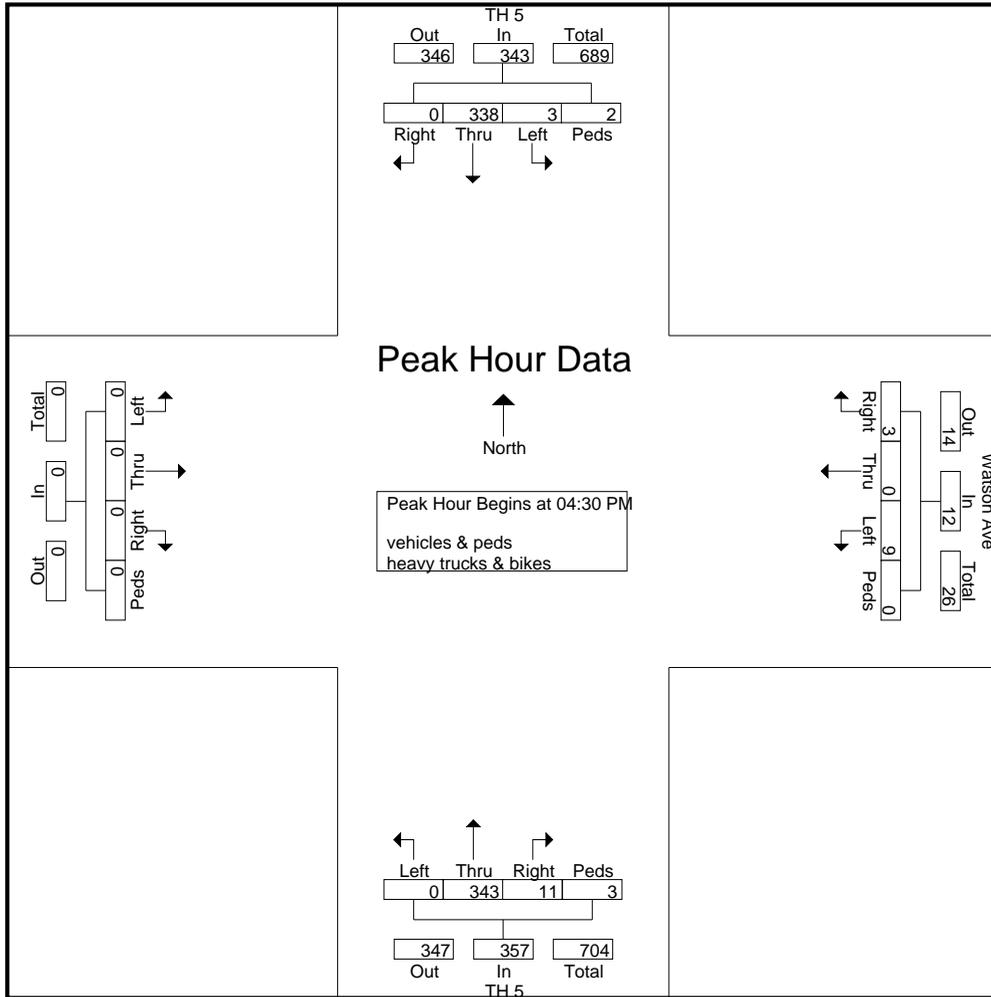 TH 5
Out In Total
346 343 689
0 338 3 2
Right Thru Left Peds
Peak Hour Data
North
Peak Hour Begins at 04:30 PM
vehicles & peds
heavy trucks & bikes
Total In Out
0 0 0
0 0 0 0
Left Thru Right Peds
Right Thru Left Peds
3 0 9 0
Out In Total
14 12 26
Watson Ave
Left Thru Right Peds
0 343 11 3
347 357 704
Out In Total
TH 5